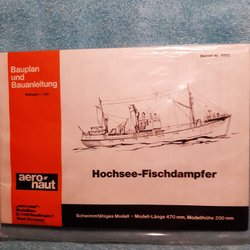 Bauplan und
Bauanleitung
aero
naut
Hochsee-Fischdampfer
Schwimmfähiges Modell – Modell-Länge 470 mm, Modellhöhe 200 mm